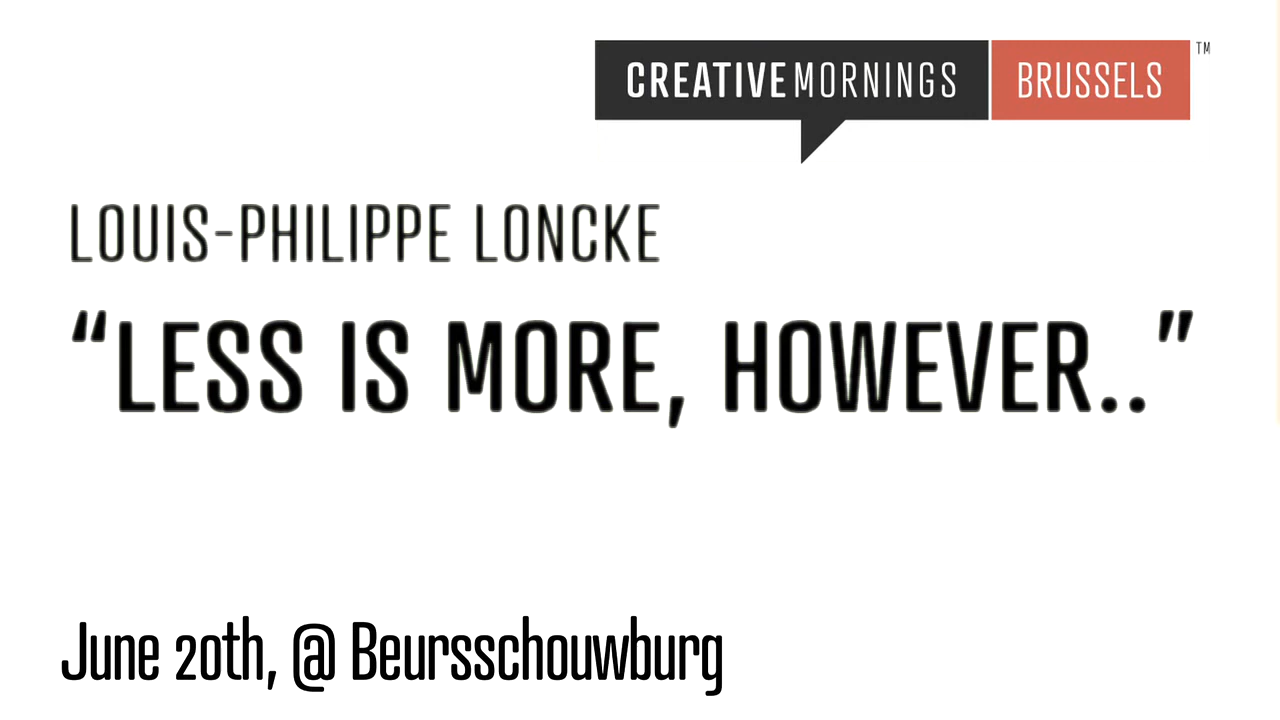 CREATIVEMORNINGS BRUSSELS TM
LOUIS-PHILIPPE LONCKE
“LESS IS MORE, HOWEVER..”
June 20th, @ Beursschouwburg